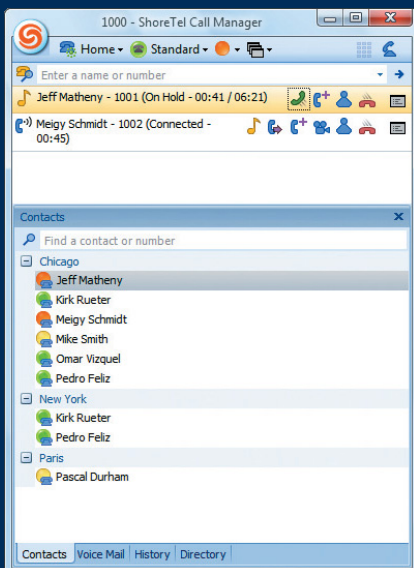 1000 - ShoreTel Call Manager
Home Standard
Enter a name or number
Jeff Matheny - 1001 (On Hold - 00:41 / 06:21)
Meigy Schmidt - 1002 (Connected -
00:45)
Contacts
Find a contact or number
Chicago
Jeff Matheny
Kirk Rueter
Meigy Schmidt
Mike Smith
Omar Vizquel
Pedro Feliz
New York
Kirk Rueter
Pedro Feliz
Paris
Pascal Durham
Contacts Voice Mail History Directory